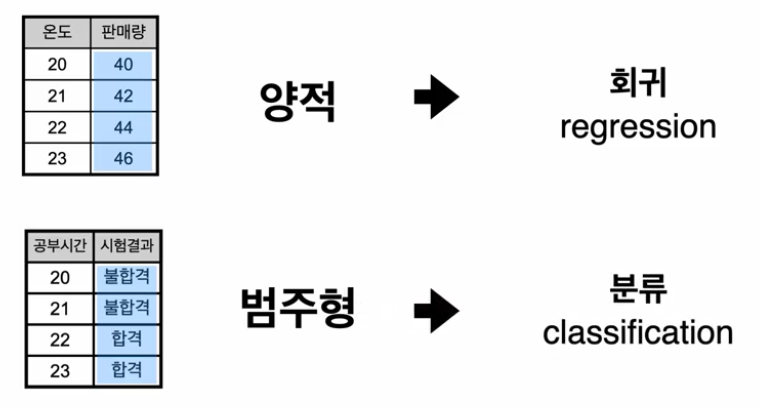 온도 판매량
20 40
21 42
22 44
23 46
양적
회귀
regression
공부시간 시험결과
20 불합격
21 불합격
22 합격
23 합격
범주형
분류
classification